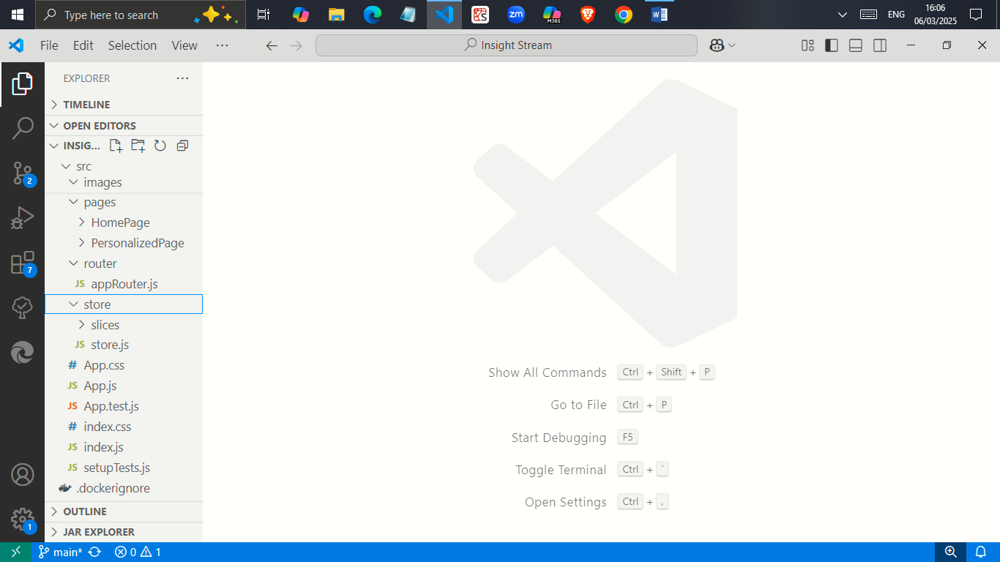 Type here to search
zm
M365
W
ENG
16:06
06/03/2025
File Edit Selection View ...
Insight Stream
EXPLORER
TIMELINE
OPEN EDITORS
INSIG...
src
images
pages
HomePage
PersonalizedPage
router
JS appRouter.js
store
slices
JS store.js
# App.css
JS App.js
JS App.test.js
# index.css
JS index.js
JS setupTests.js
.dockerignore
OUTLINE
JAR EXPLORER
2
7
1
Show All Commands Ctrl + Shift + P
Go to File Ctrl + P
Start Debugging F5
Toggle Terminal Ctrl + `
Open Settings Ctrl + ,
main* 0 1